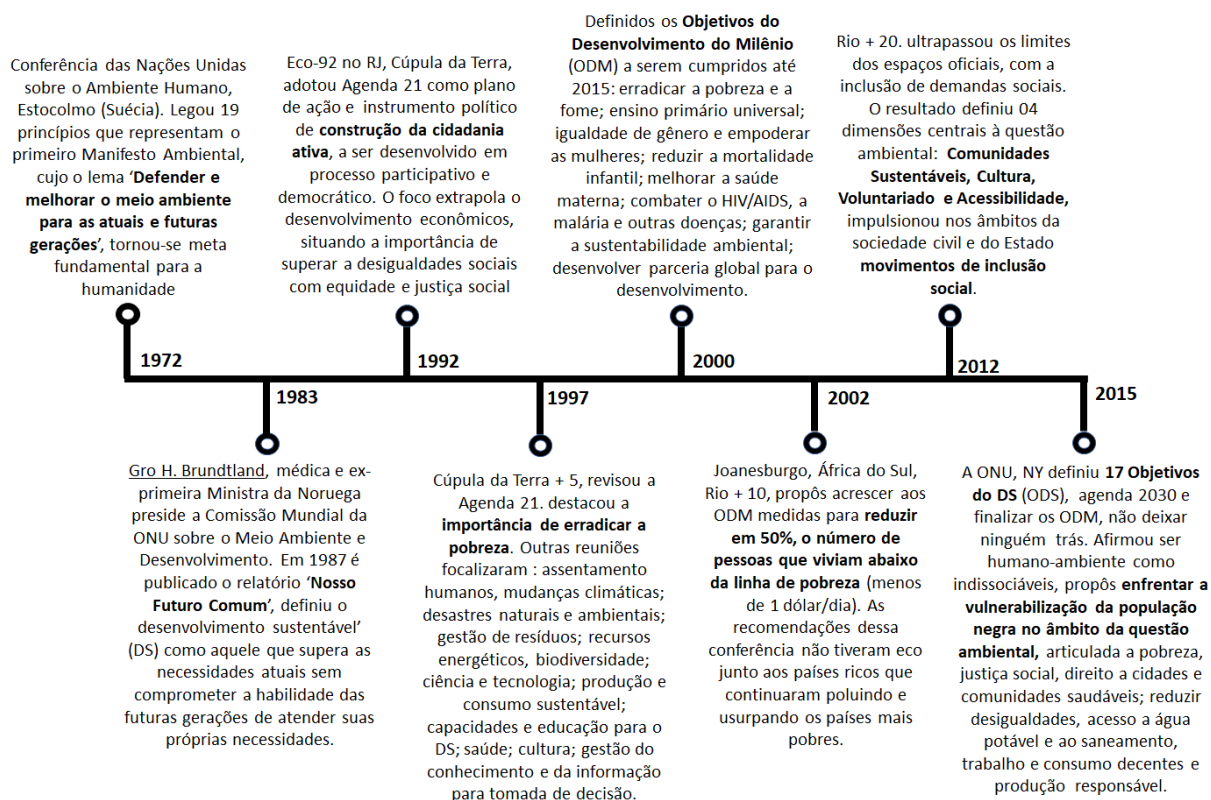 Conferência das Nações Unidas
sobre o Ambiente Humano,
Estocolmo (Suécia). Legou 19
princípios que representam o
primeiro Manifesto Ambiental,
cujo o lema ‘Defender e
melhorar o meio ambiente
para as atuais e futuras
gerações’, tornou-se meta
fundamental para a
humanidade
1972
Gro H. Brundtland, médica e ex-
primeira Ministra da Noruega
preside a Comissão Mundial da
ONU sobre o Meio Ambiente e
Desenvolvimento. Em 1987 é
publicado o relatório ‘Nosso
Futuro Comum’, definiu o
desenvolvimento sustentável’
(DS) como aquele que supera as
necessidades atuais sem
comprometer a habilidade das
futuras gerações de atender suas
próprias necessidades.
1983
Eco-92 no RJ, Cúpula da Terra,
adotou Agenda 21 como plano
de ação e instrumento político
de construção da cidadania
ativa, a ser desenvolvido em
processo participativo e
democrático. O foco extrapola o
desenvolvimento econômicos,
situando a importância de
superar a desigualdades sociais
com equidade e justiça social
1992
Cúpula da Terra + 5, revisou a
Agenda 21. destacou a
importância de erradicar a
pobreza. Outras reuniões
focalizaram : assentamento
humanos, mudanças climáticas;
desastres naturais e ambientais;
gestão de resíduos; recursos
energéticos, biodiversidade;
ciência e tecnologia; produção e
consumo sustentável;
capacidades e educação para o
DS; saúde; cultura; gestão do
conhecimento e da informação
para tomada de decisão.
1997
Definidos os Objetivos do
Desenvolvimento do Milênio
(ODM) a serem cumpridos até
2015: erradicar a pobreza e a
fome; ensino primário universal;
igualdade de gênero e empoderar
as mulheres; reduzir a mortalidade
infantil; melhorar a saúde
materna; combater o HIV/AIDS, a
malária e outras doenças; garantir
a sustentabilidade ambiental;
desenvolver parceria global para o
desenvolvimento.
2000
Joanesburgo, África do Sul,
Rio + 10, propôs acrescer aos
ODM medidas para reduzir
em 50%, o número de
pessoas que viviam abaixo
da linha de pobreza (menos
de 1 dólar/dia). As
recomendações dessa
conferência não tiveram eco
junto aos países ricos que
continuaram poluindo e
usurpando os países mais
pobres.
2002
Rio + 20. ultrapassou os limites
dos espaços oficiais, com a
inclusão de demandas sociais.
O resultado definiu 04
dimensões centrais à questão
ambiental: Comunidades
Sustentáveis, Cultura,
Voluntariado e Acessibilidade,
impulsionou nos âmbitos da
sociedade civil e do Estado
movimentos de inclusão
social.
2012
A ONU, NY definiu 17 Objetivos
do DS (ODS), agenda 2030 e
finalizar os ODM, não deixar
ninguém trás. Afirmou ser
humano-ambiente como
indissociáveis, propôs enfrentar a
vulnerabilização da população
negra no âmbito da questão
ambiental, articulada a pobreza,
justiça social, direito a cidades e
comunidades saudáveis; reduzir
desigualdades, acesso a água
potável e ao saneamento,
trabalho e consumo decentes e
produção responsável.
2015